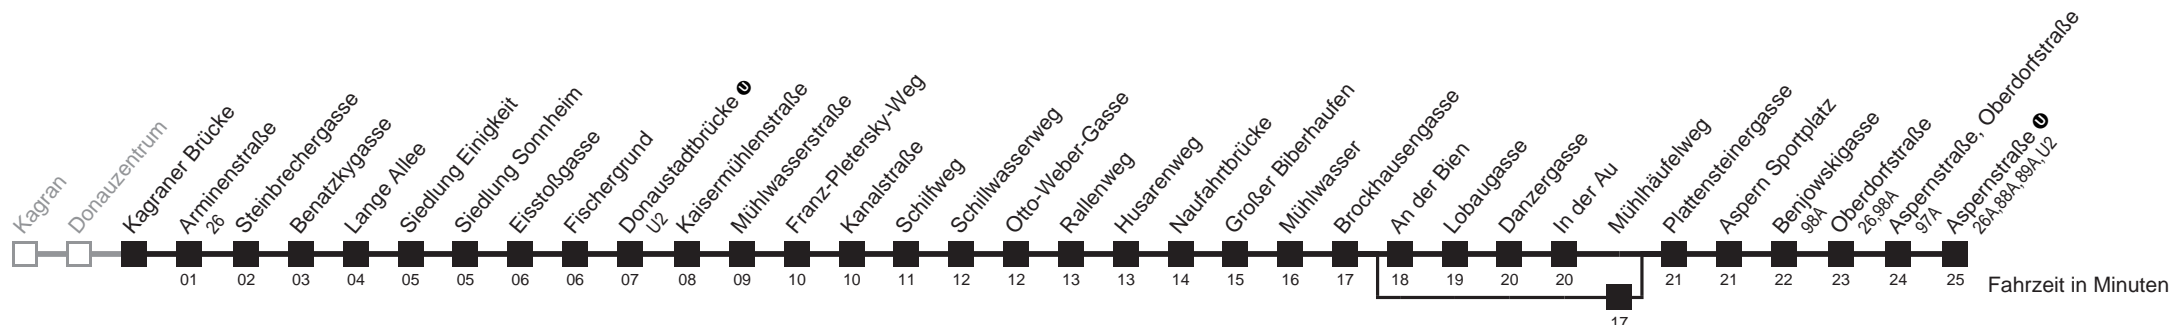 Kagran
Donauzentrum
Kagraner Brücke
Arminenstraße
26
Steinbrechergasse
Benatzkygasse
Lange Allee
Siedlung Einigkeit
Siedlung Sonnheim
Eisstoßgasse
Fischergrund
Donaustadtbrücke U
U2
Kaisermühlenstraße
Mühlwasserstraße
Franz-Pletersky-Weg
Kanalstraße
Schilfweg
Schillwasserweg
Otto-Weber-Gasse
Rallenweg
Husarenweg
Naufahrtbrücke
Großer Biberhaufen
Mühlwasser
Brockhausengasse
An der Bien
Lobaugasse
Danzergasse
In der Au
Mühlhäufelweg
Plattensteinergasse
Aspern Sportplatz
Benjowskigasse
98A
Oberdorfstraße
26,98A
Aspernstraße, Oberdorfstraße
97A
Aspernstraße U
26A,88A,89A,U2
01 02 03 04 05 05 06 06 07 08 09 10 10 11 12 12 13 13 14 15 16 17 18 19 20 20 21 21 22 23 24 25
Fahrzeit in Minuten
17